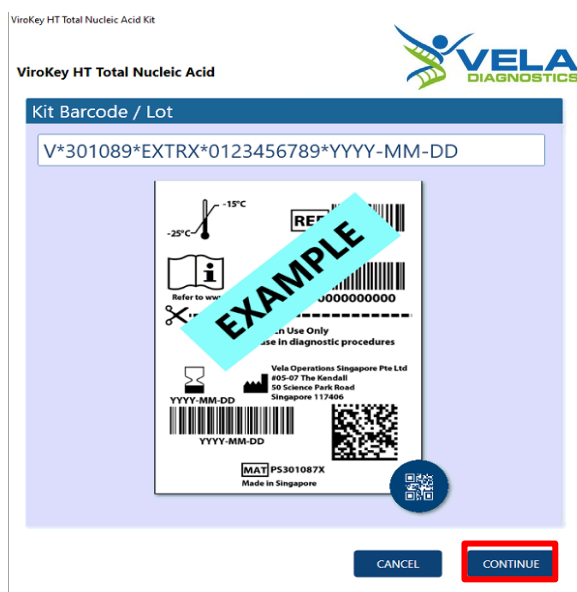 ViroKey HT Total Nucleic Acid Kit
VELA
DIAGNOSTICS
ViroKey HT Total Nucleic Acid
Kit Barcode / Lot
V*301089*EXTRX*0123456789*YYYY-MM-DD
-15°C
-25°C
REF
EXAMPLE
Refer to
0000000000
Use Only
in diagnostic procedures
Vela Operations Singapore Pte Ltd
#05-07 The Kendall
50 Science Park Road
Singapore 117406
YYYY-MM-DD
YYYY-MM-DD
MAT PS301087X
Made in Singapore
CANCEL
CONTINUE